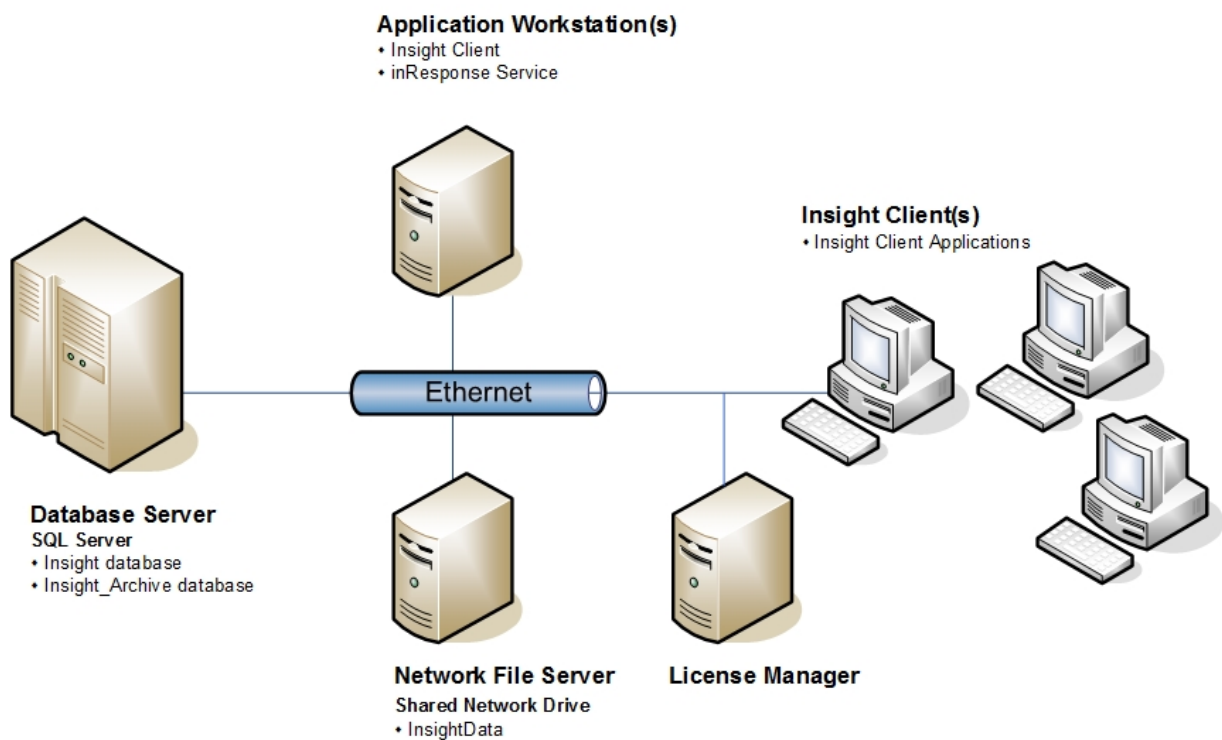 Application Workstation(s)
• Insight Client
• inResponse Service
Insight Client(s)
• Insight Client Applications
Ethernet
Database Server
SQL Server
• Insight database
• Insight_Archive database
Network File Server
Shared Network Drive
• InsightData
License Manager